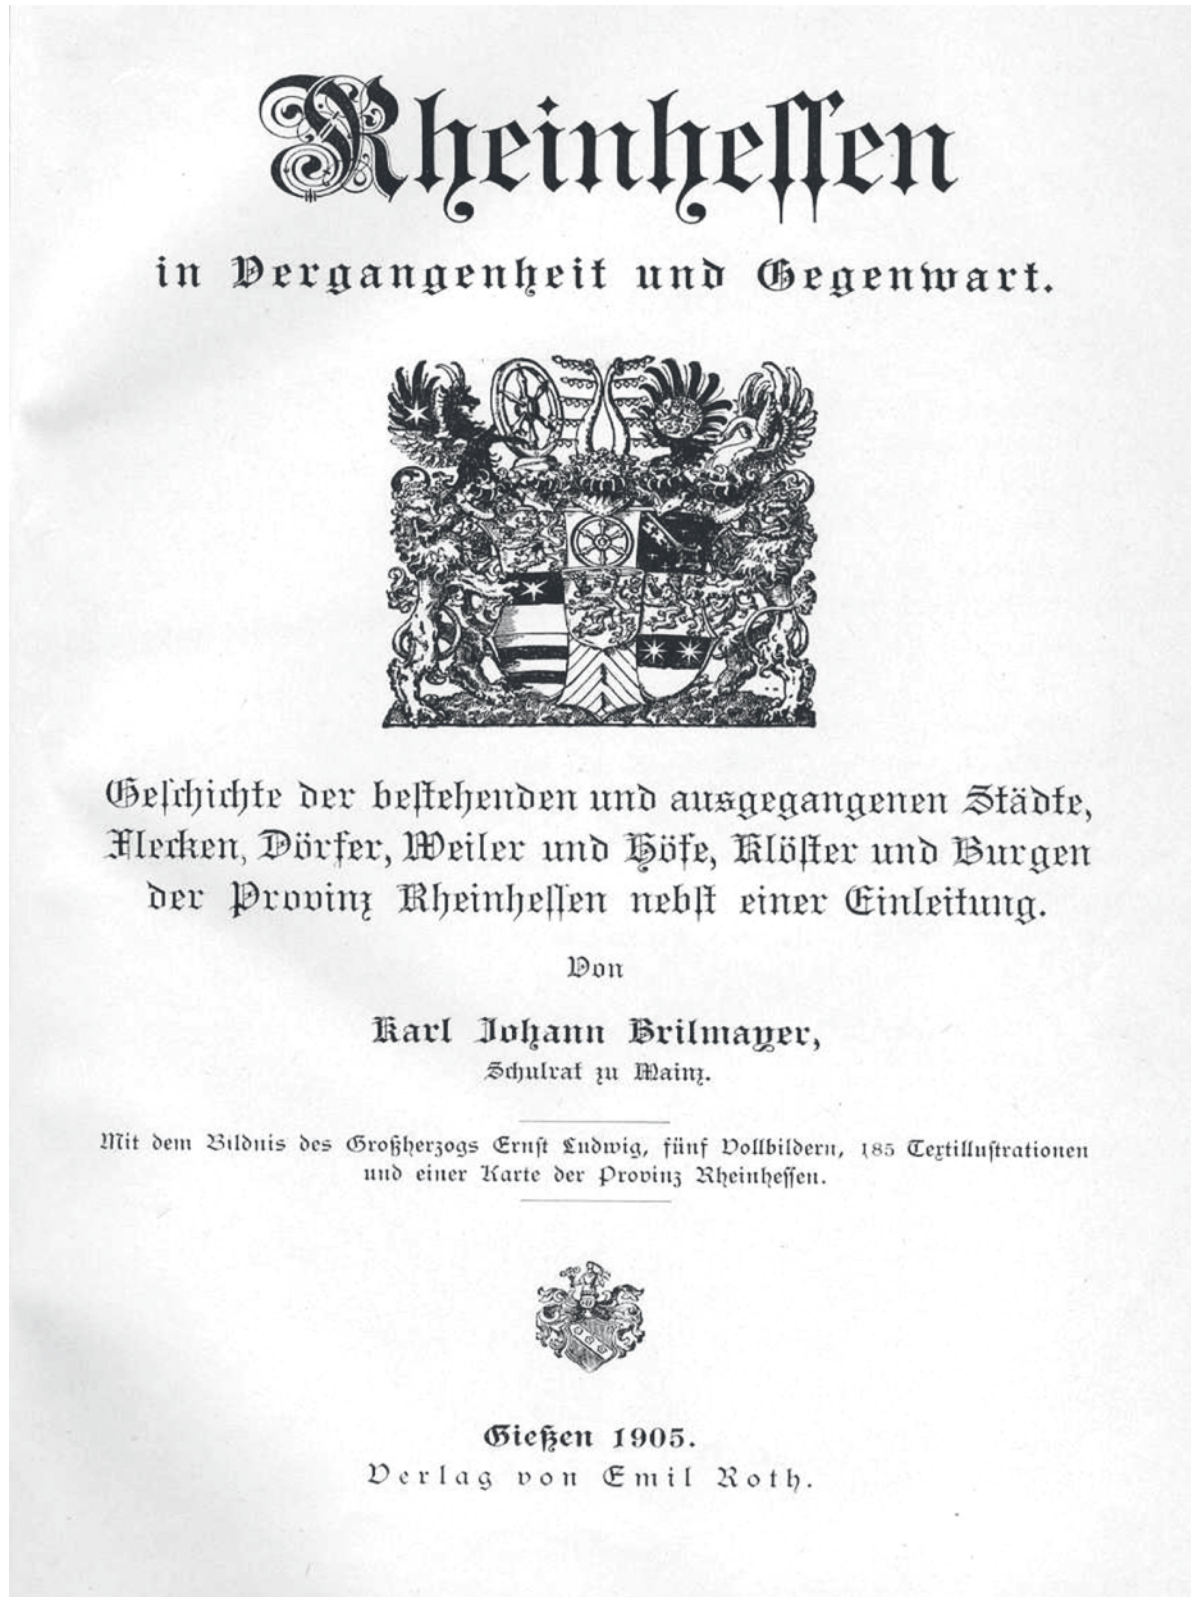 Rheinhessen
in Vergangenheit und Gegenwart.
Geschichte der bestehenden und ausgegangenen Städte,
Flecken, Dörfer, Weiler und Höfe, Klöster und Burgen
der Provinz Rheinhessen nebst einer Einleitung.
Von
Karl Johann Brilmayer,
Schulrat zu Mainz.
Mit dem Bildnis des Großherzogs Ernst Ludwig, fünf Vollbildern, 185 Textillustrationen
und einer Karte der Provinz Rheinhessen.
Gießen 1905.
Verlag von Emil Roth.